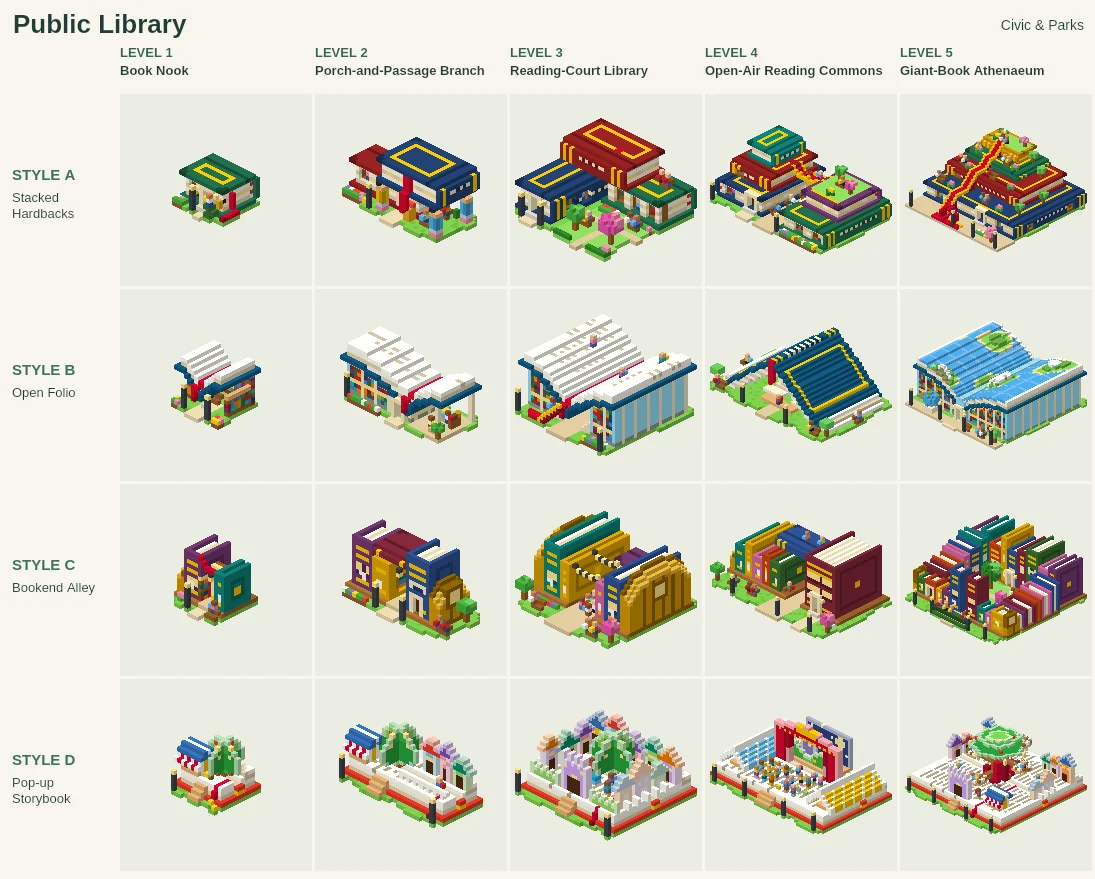 Public Library
Civic & Parks
LEVEL 1
Book Nook
LEVEL 2
Porch-and-Passage Branch
LEVEL 3
Reading-Court Library
LEVEL 4
Open-Air Reading Commons
LEVEL 5
Giant-Book Athenaeum
STYLE A
Stacked
Hardbacks
STYLE B
Open Folio
STYLE C
Bookend Alley
STYLE D
Pop-up
Storybook